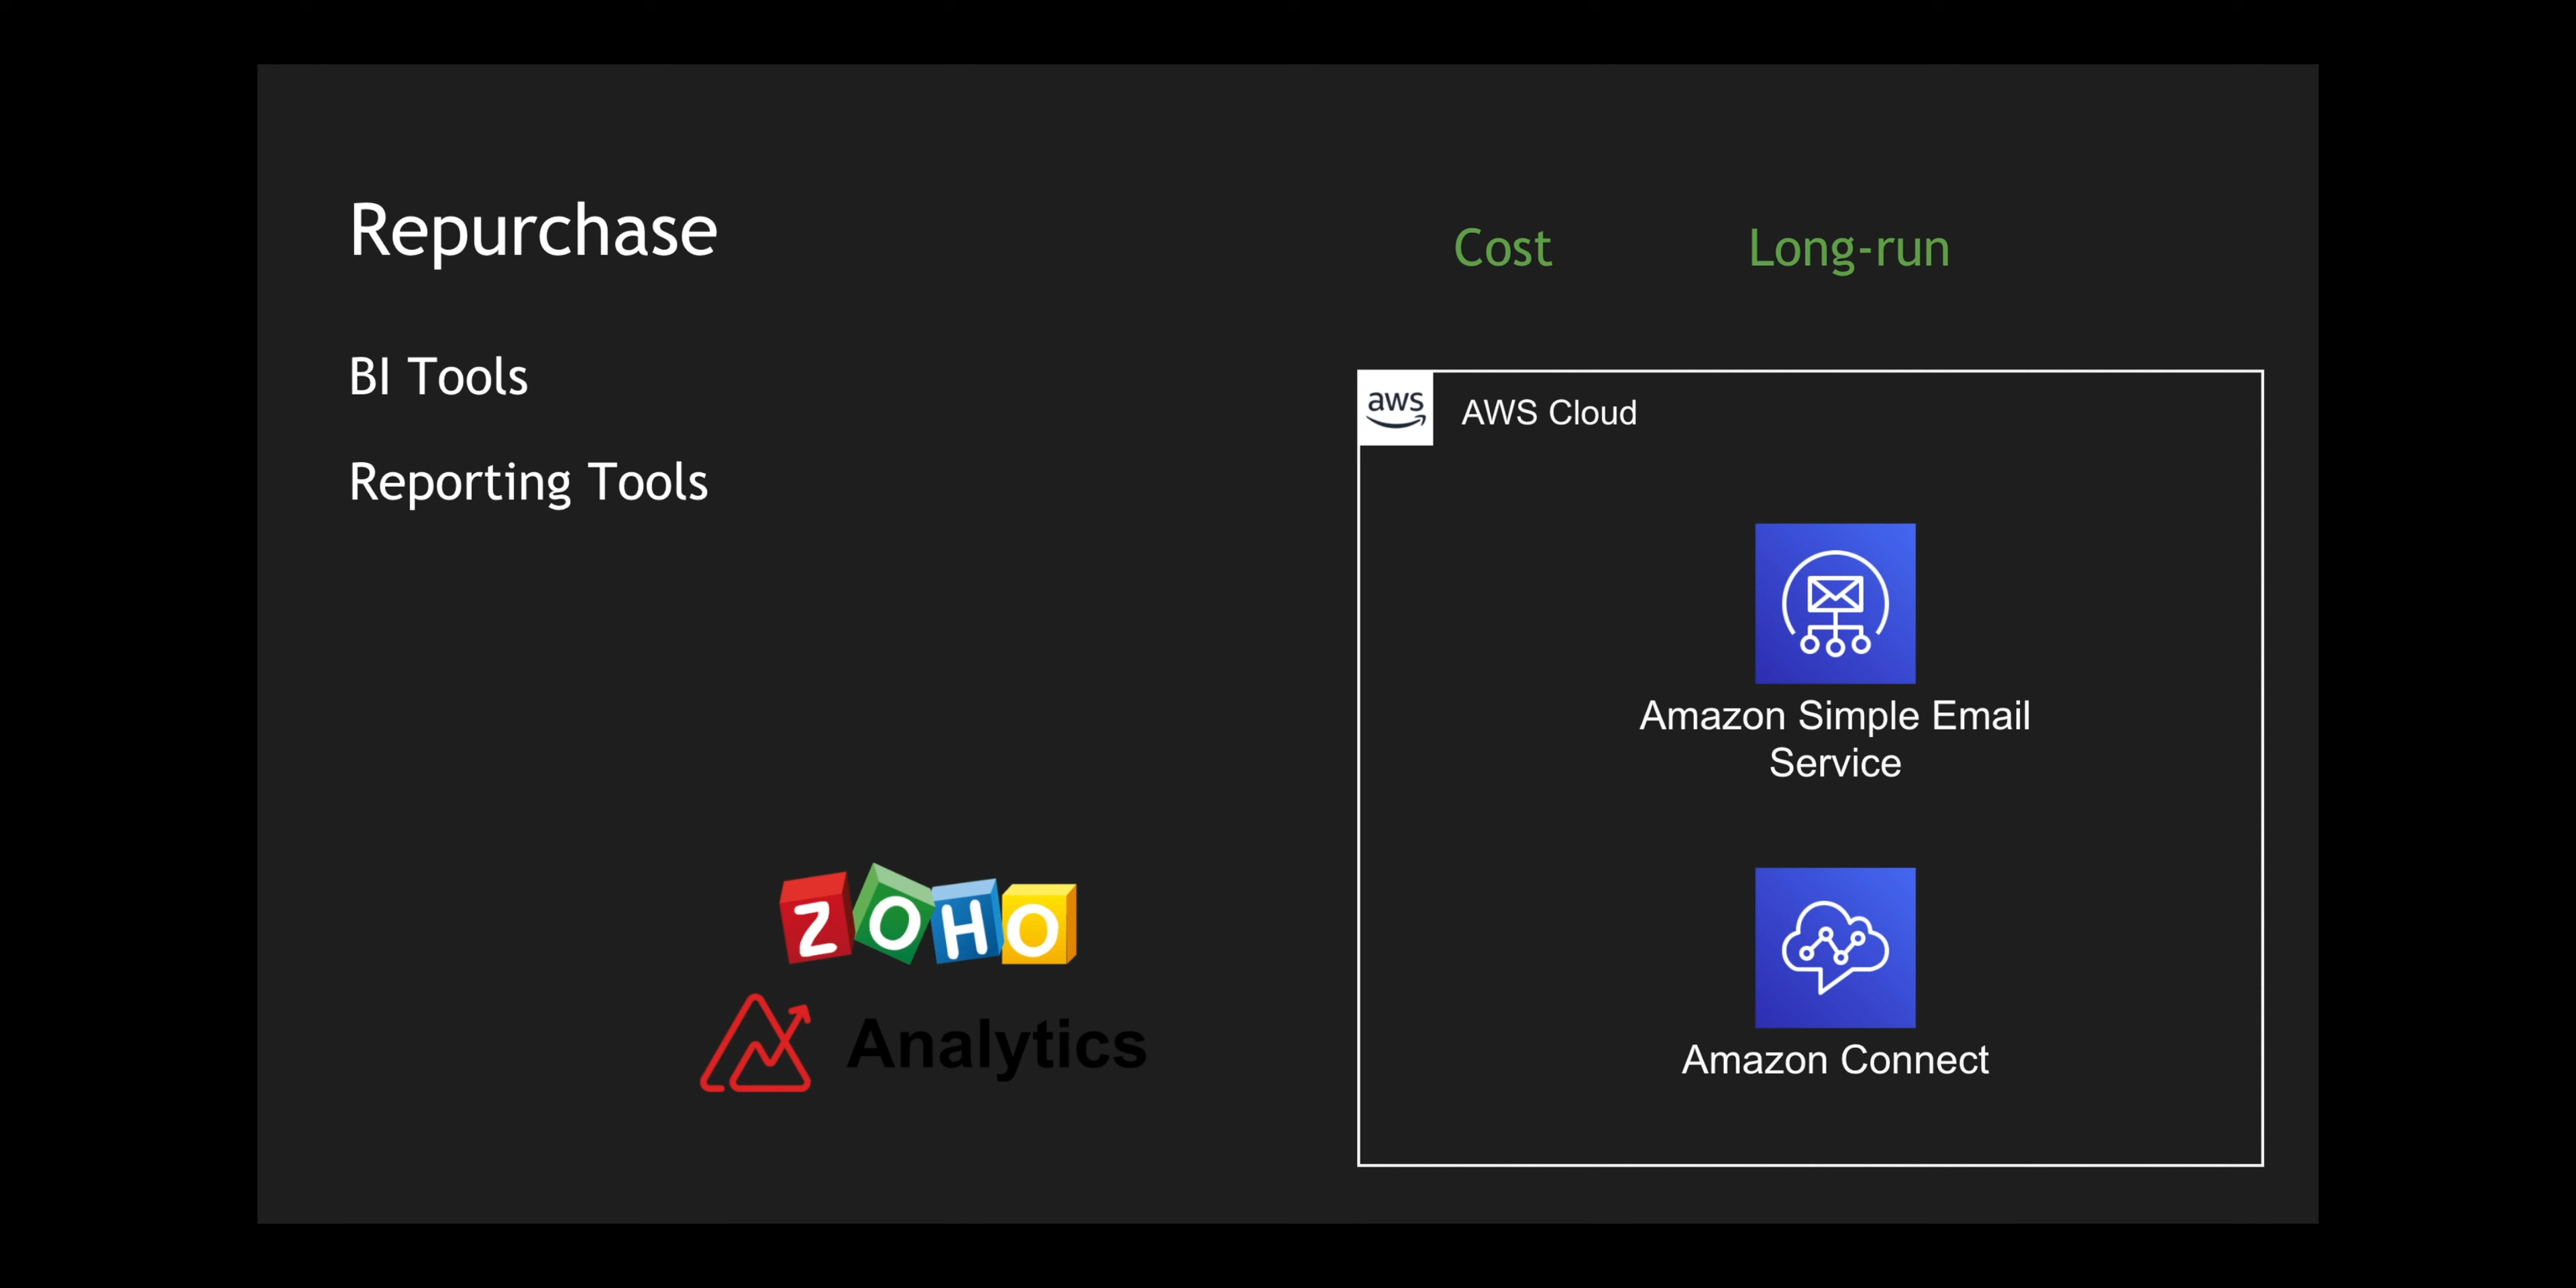 Repurchase
Cost
Long-run
BI Tools
Reporting Tools
aws
AWS Cloud
Amazon Simple Email
Service
ZOHO
Analytics
Amazon Connect